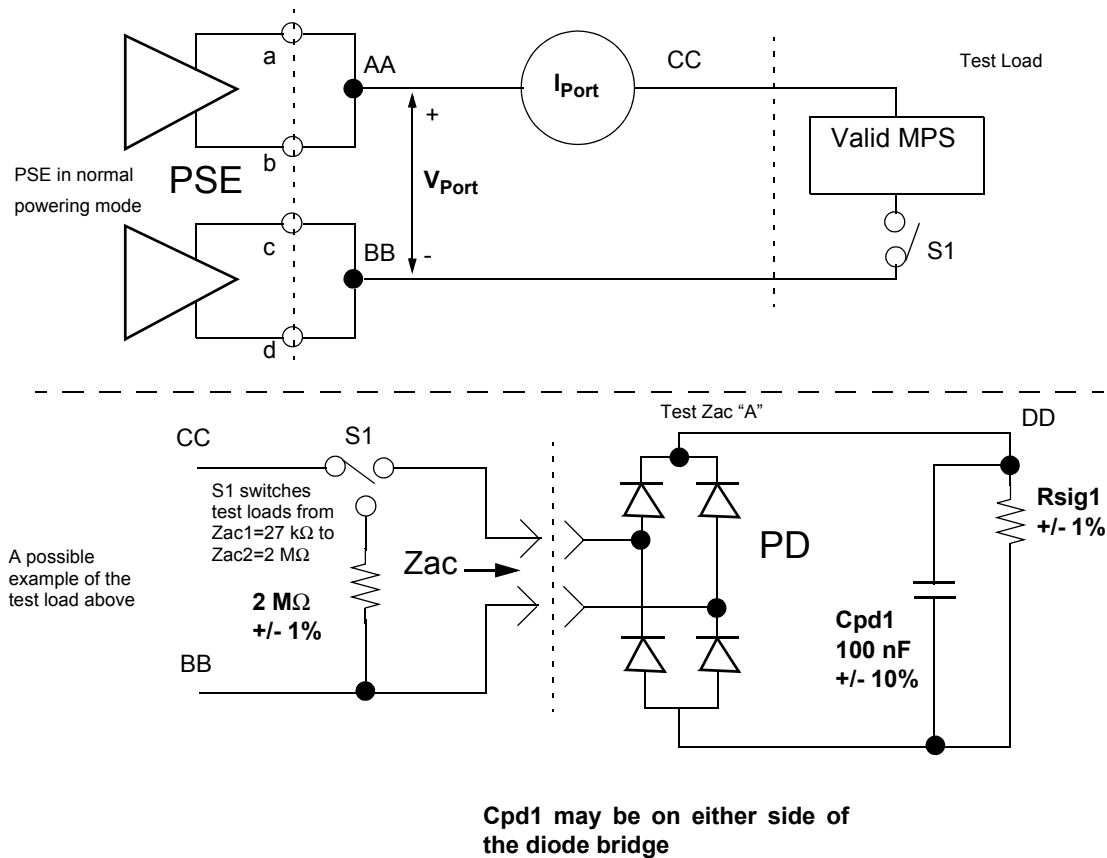 a
AA
CC
Test Load
I Port
+
Valid MPS
b
PSE
PSE in normal
powering mode
V Port
c
BB
-
S1
d
Test Zac “A”
DD
CC
S1
S1 switches
test loads from
Zac1=27 kΩ to
Zac2=2 MΩ
Rsig1
+/- 1%
PD
Zac
A possible
example of the
test load above
2 MΩ
+/- 1%
Cpd1
100 nF
+/- 10%
BB
Cpd1 may be on either side of
the diode bridge